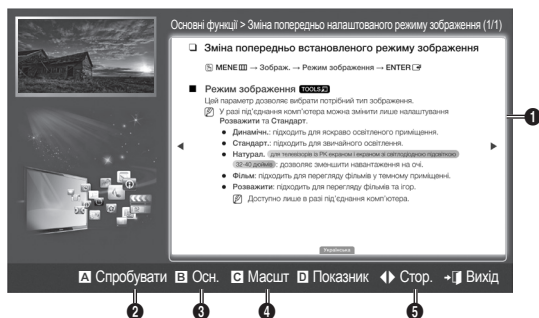 Основні функції > Зміна попередньо налаштованого режиму зображення (1/1)
❏ Зміна попередньо встановленого режиму зображення
MENU → Зображ. → Режим зображення → ENTER
■ Режим зображення TOOLS
Цей параметр дозволяє вибрати потрібний тип зображення.
У разі під'єднання комп'ютера можна змінити лише налаштування
Розважити та Стандарт.
● Динамічн.: підходить для яскраво освітленого приміщення.
● Стандарт.: підходить для звичайного освітлення.
● Натурал. для телевізорів із РК-екраном і екраном зі світлодіодною підсвіткою
32-40 дюймів: дозволяє зменшити навантаження на очі.
● Фільм: підходить для перегляду фільмів у темному приміщенні.
● Розважити: підходить для перегляду фільмів та ігор.
Доступно лише в разі під'єднання комп'ютера.
◀ ▶
1
Українська
A Спробувати B Осн. C Масшт D Показник ◀▶ Стор. Вихід
2 3 4 5